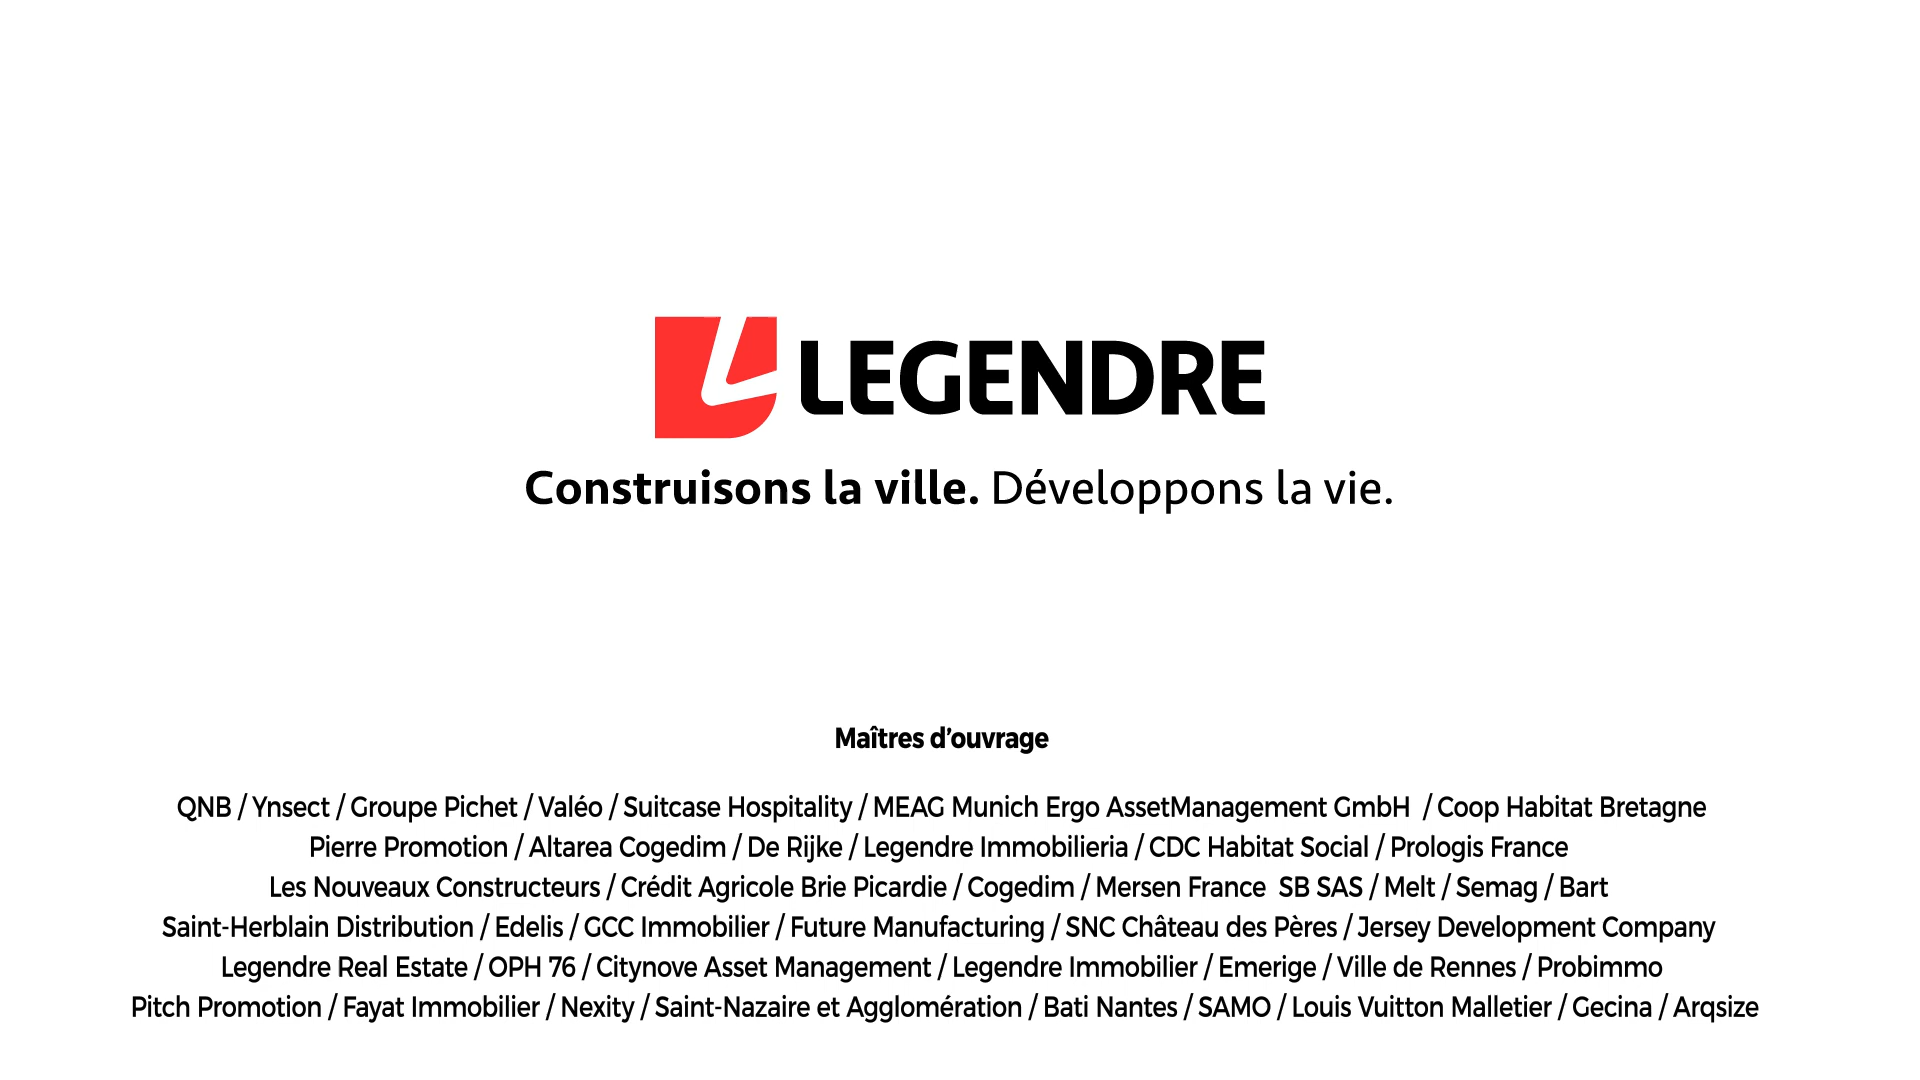 LEGENDRE
Construisons la ville. Développons la vie.
Maîtres d’ouvrage
QNB / Ynsect / Groupe Pichet / Valéo / Suitcase Hospitality / MEAG Munich Ergo AssetManagement GmbH  / Coop Habitat Bretagne
Pierre Promotion / Altarea Cogedim / De Rijke / Legendre Immobilieria / CDC Habitat Social / Prologis France
Les Nouveaux Constructeurs / Crédit Agricole Brie Picardie / Cogedim / Mersen France  SB SAS / Melt / Semag / Bart
Saint-Herblain Distribution / Edelis / GCC Immobilier / Future Manufacturing / SNC Château des Pères / Jersey Development Company
Legendre Real Estate / OPH 76 / Citynove Asset Management / Legendre Immobilier / Emerige / Ville de Rennes / Probimmo
Pitch Promotion / Fayat Immobilier / Nexity / Saint-Nazaire et Agglomération / Bati Nantes / SAMO / Louis Vuitton Malletier / Gecina / Arqsize